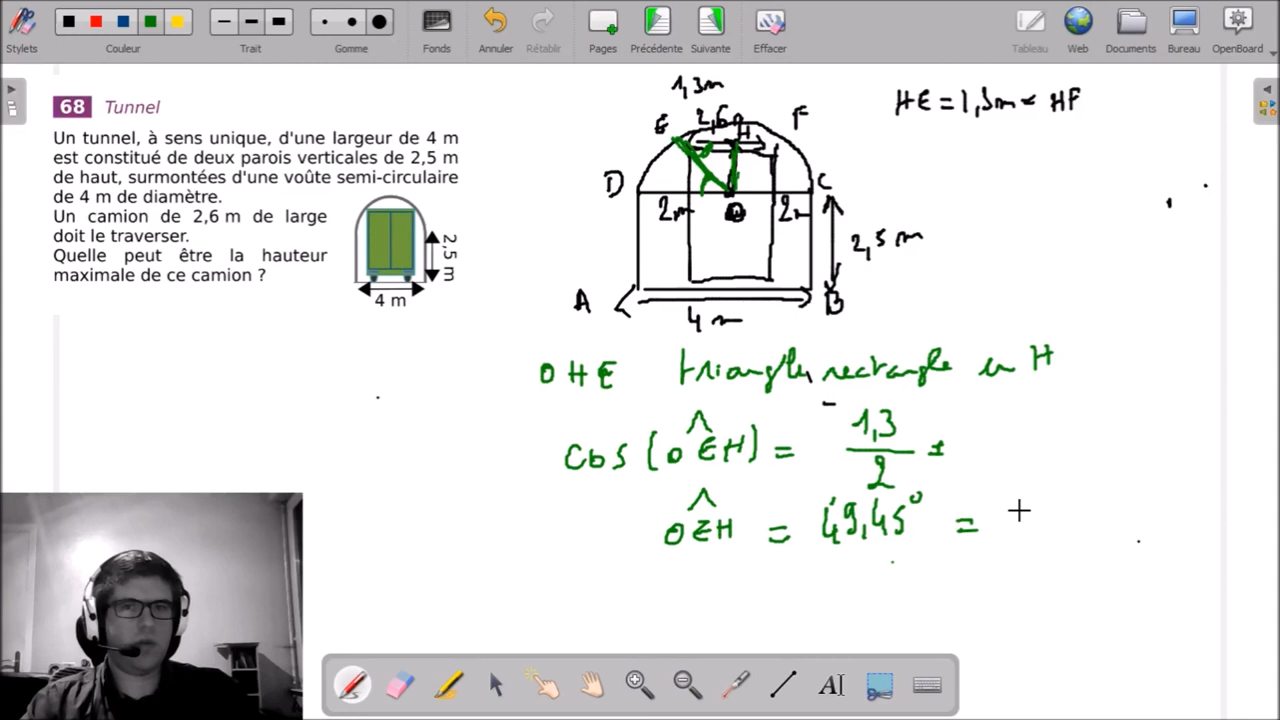 Stylets
Couleur
Trait
Gomme
Fonds
Annuler
Rétablir
Pages
Précédente
Suivante
Effacer
Tableau
Web
Documents
Bureau
OpenBoard
68 Tunnel
Un tunnel, à sens unique, d'une largeur de 4 m
est constitué de deux parois verticales de 2,5 m
de haut, surmontées d'une voûte semi-circulaire
de 4 m de diamètre.
Un camion de 2,6 m de large
doit le traverser.
Quelle peut être la hauteur
maximale de ce camion ?
2,5 m
4 m
1,3m
HE = 1,3m = HF
E 2,6 F
H
D C
2m O 2m
2,5 m
A B
4 m
OHE triangle rectangle en H
cos (OEH) = 1,3
2
OEH = 49,45° =
AI